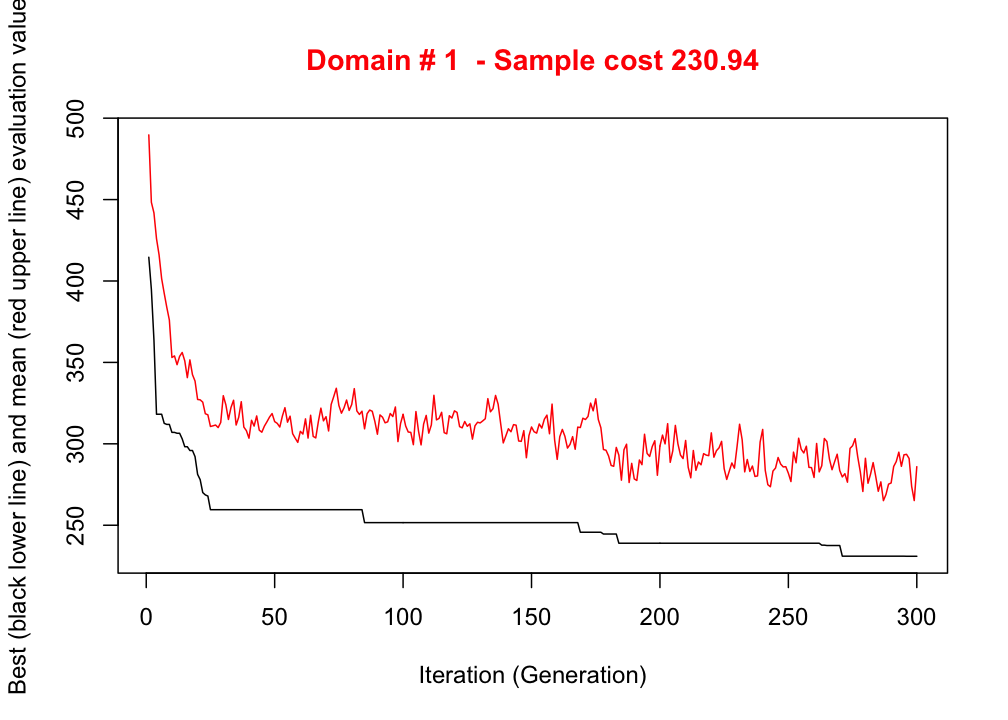 Domain # 1  - Sample cost 230.94
Best (black lower line) and mean (red upper line) evaluation value
500
450
400
350
300
250
0 50 100 150 200 250 300
Iteration (Generation)